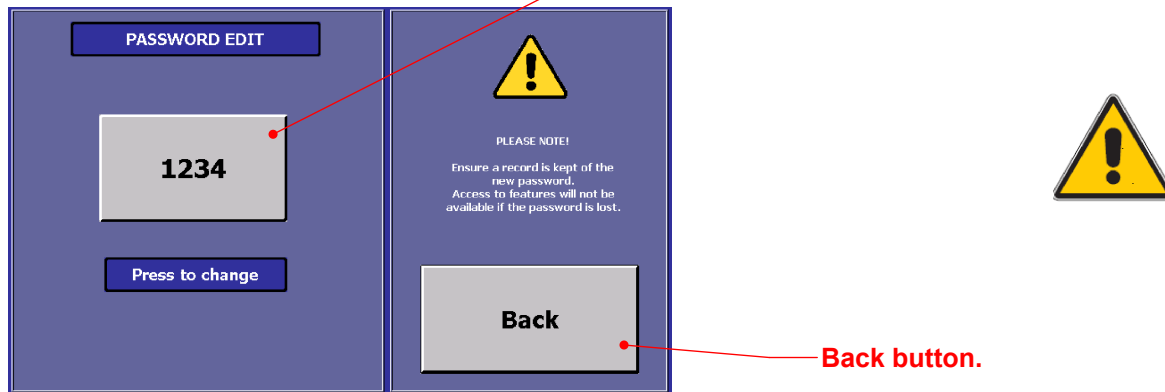 PASSWORD EDIT
1234
Press to change
PLEASE NOTE!
Ensure a record is kept of the
new password.
Access to features will not be
available if the password is lost.
Back
Back button.